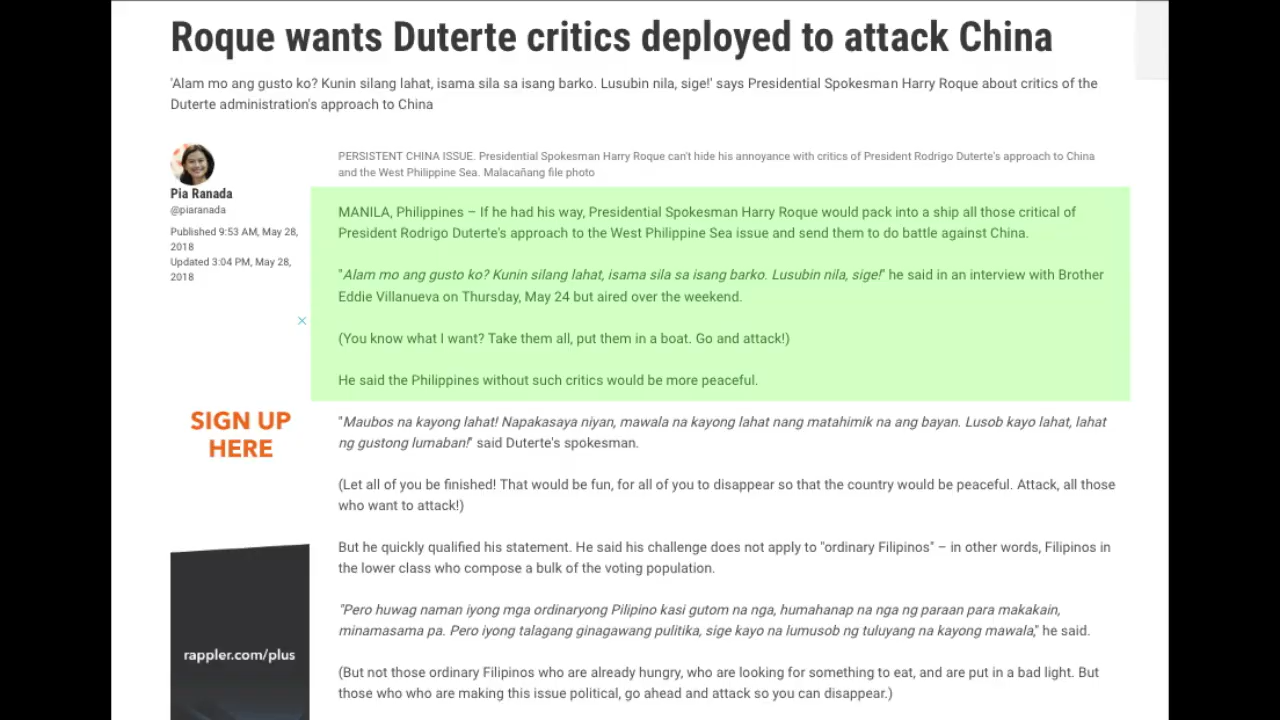 Roque wants Duterte critics deployed to attack China
'Alam mo ang gusto ko? Kunin silang lahat, isama sila sa isang barko. Lusubin nila, sige!' says Presidential Spokesman Harry Roque about critics of the
Duterte administration's approach to China
Pia Ranada
@piaranada
Published 9:53 AM, May 28,
2018
Updated 3:04 PM, May 28,
2018
SIGN UP
HERE
rappler.com/plus
PERSISTENT CHINA ISSUE. Presidential Spokesman Harry Roque can't hide his annoyance with critics of President Rodrigo Duterte's approach to China
and the West Philippine Sea. Malacañang file photo
MANILA, Philippines – If he had his way, Presidential Spokesman Harry Roque would pack into a ship all those critical of
President Rodrigo Duterte's approach to the West Philippine Sea issue and send them to do battle against China.
"Alam mo ang gusto ko? Kunin silang lahat, isama sila sa isang barko. Lusubin nila, sige!" he said in an interview with Brother
Eddie Villanueva on Thursday, May 24 but aired over the weekend.
(You know what I want? Take them all, put them in a boat. Go and attack!)
He said the Philippines without such critics would be more peaceful.
"Maubos na kayong lahat! Napakasaya niyan, mawala na kayong lahat nang matahimik na ang bayan. Lusob kayo lahat, lahat
ng gustong lumaban!" said Duterte's spokesman.
(Let all of you be finished! That would be fun, for all of you to disappear so that the country would be peaceful. Attack, all those
who want to attack!)
But he quickly qualified his statement. He said his challenge does not apply to "ordinary Filipinos" – in other words, Filipinos in
the lower class who compose a bulk of the voting population.
"Pero huwag naman iyong mga ordinaryong Pilipino kasi gutom na nga, humahanap na nga ng paraan para makakain,
minamasama pa. Pero iyong talagang ginagawang pulitika, sige kayo na lumusob ng tuluyang na kayong mawala," he said.
(But not those ordinary Filipinos who are already hungry, who are looking for something to eat, and are put in a bad light. But
those who who are making this issue political, go ahead and attack so you can disappear.)